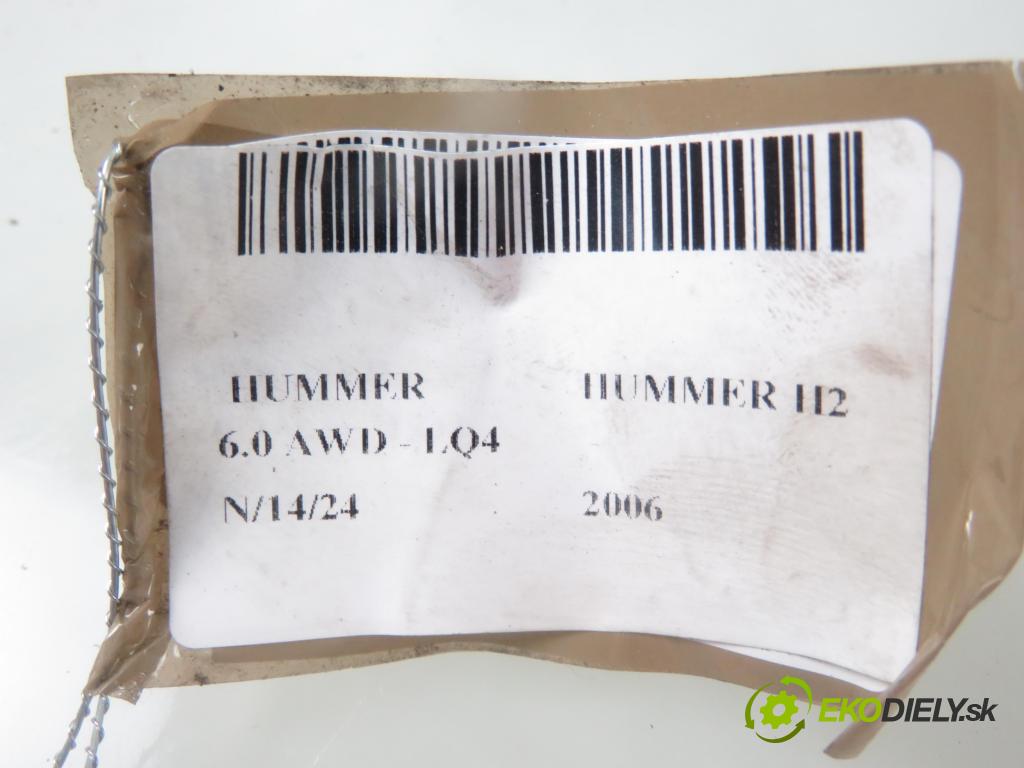 HUMMER HUMMER H2
6.0 AWD - LQ4
N/14/24 2006
EKODIELY.sk